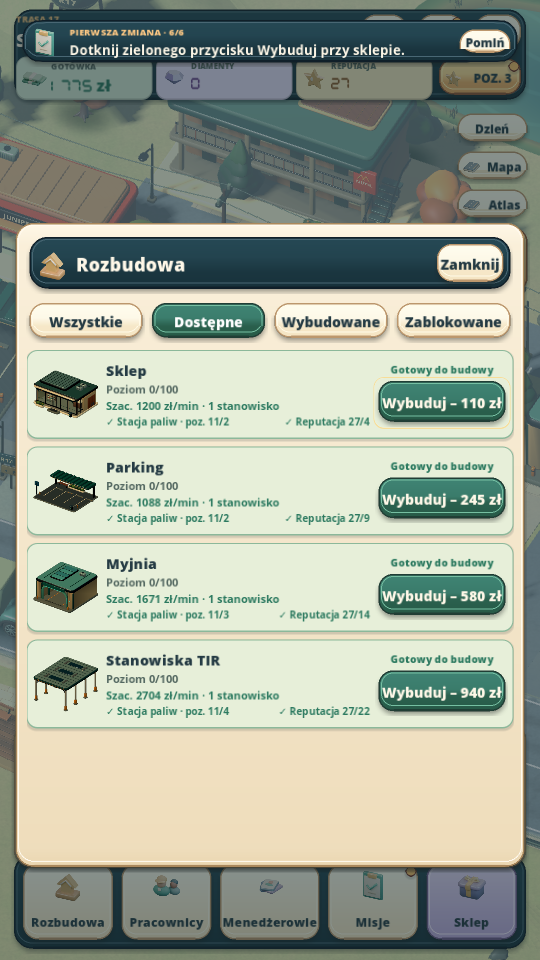 TRASA 17
PIERWSZA ZMIANA · 6/6
Dotknij zielonego przycisku Wybuduj przy sklepie.
Pomiń
GOTÓWKA
1 775 zł
DIAMENTY
0
REPUTACJA
27
POZ. 3
Dzień
Mapa
Atlas
Rozbudowa
Zamknij
Wszystkie
Dostępne
Wybudowane
Zablokowane
Sklep
Poziom 0/100
Szac. 1200 zł/min · 1 stanowisko
✓ Stacja paliw · poz. 11/2
✓ Reputacja 27/4
Gotowy do budowy
Wybuduj – 110 zł
Parking
Poziom 0/100
Szac. 1088 zł/min · 1 stanowisko
✓ Stacja paliw · poz. 11/2
✓ Reputacja 27/9
Gotowy do budowy
Wybuduj – 245 zł
Myjnia
Poziom 0/100
Szac. 1671 zł/min · 1 stanowisko
✓ Stacja paliw · poz. 11/3
✓ Reputacja 27/14
Gotowy do budowy
Wybuduj – 580 zł
Stanowiska TIR
Poziom 0/100
Szac. 2704 zł/min · 1 stanowisko
✓ Stacja paliw · poz. 11/4
✓ Reputacja 27/22
Gotowy do budowy
Wybuduj – 940 zł
Rozbudowa
Pracownicy
Menedżerowie
Misje
Sklep